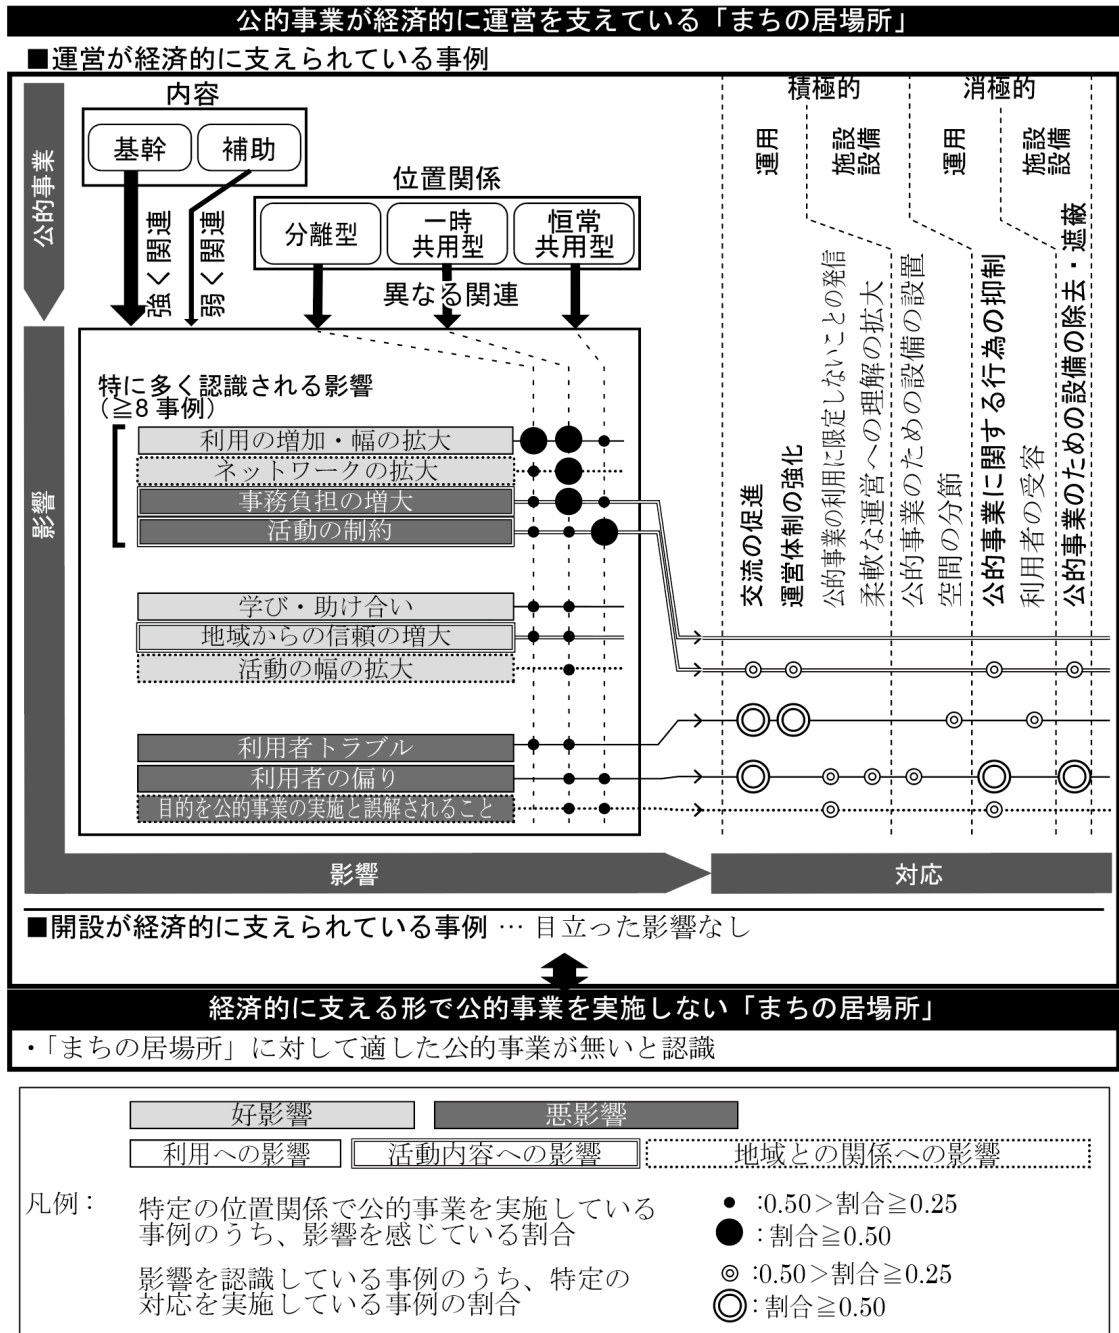 公的事業が経済的に運営を支えている「まちの居場所」
■運営が経済的に支えられている事例
公的事業
内容
基幹
補助
強く関連
弱く関連
位置関係
分離型
一時
共用型
恒常
共用型
異なる関連
影響
特に多く認識される影響
(≧8 事例)
利用の増加・幅の拡大
ネットワークの拡大
事務負担の増大
活動の制約
学び・助け合い
地域からの信頼の増大
活動の幅の拡大
利用者トラブル
利用者の偏り
目的を公的事業の実施と誤解されること
積極的
消極的
運用
施設
設備
運用
施設
設備
交流の促進
運営体制の強化
公的事業の利用に限定しないことの発信
柔軟な運営への理解の拡大
公的事業のための設備の設置
空間の分節
公的事業に関する行為の抑制
利用者の受容
公的事業のための設備の除去・遮蔽
影響
対応
■開設が経済的に支えられている事例 … 目立った影響なし
経済的に支える形で公的事業を実施しない「まちの居場所」
・「まちの居場所」に対して適した公的事業が無いと認識
好影響
悪影響
利用への影響
活動内容への影響
地域との関係への影響
凡例：
特定の位置関係で公的事業を実施している
事例のうち、影響を感じている割合
:0.50＞割合≧0.25
:割合≧0.50
影響を認識している事例のうち、特定の
対応を実施している事例の割合
:0.50＞割合≧0.25
:割合≧0.50